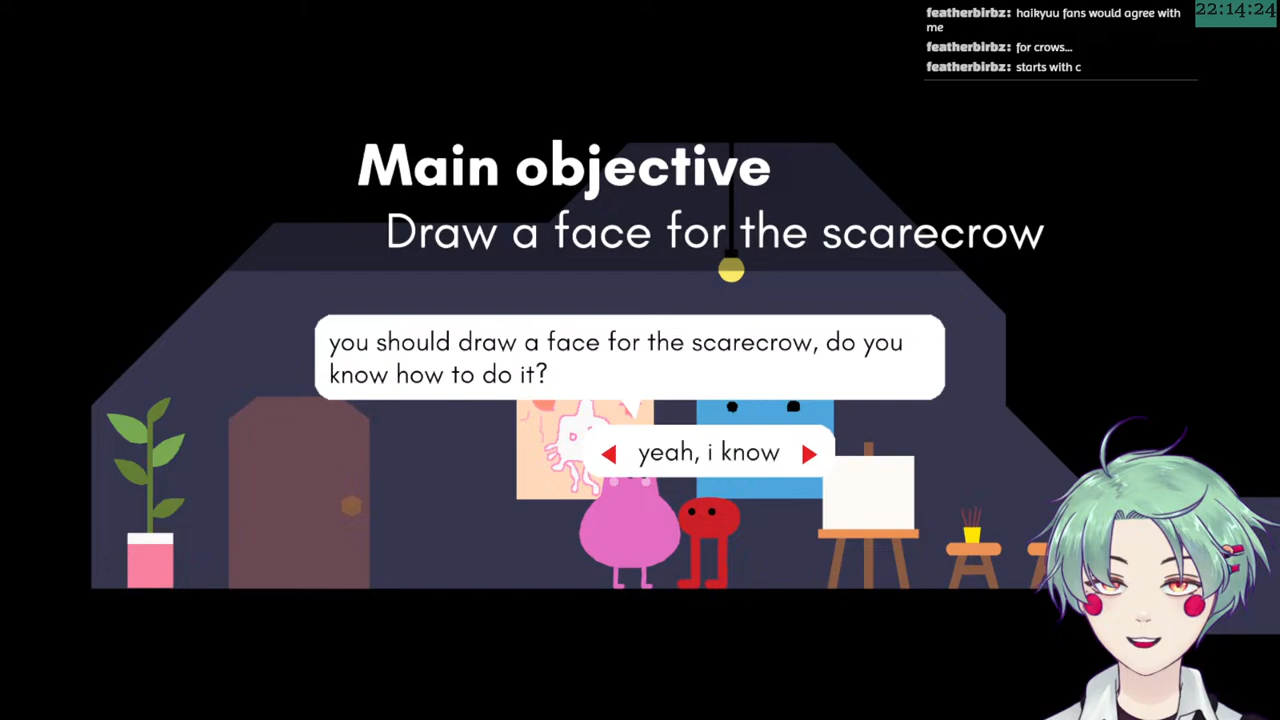 featherbirbz: haikyuu fans would agree with
me
featherbirbz: for crows...
featherbirbz: starts with c
22:14:24
Main objective
Draw a face for the scarecrow
you should draw a face for the scarecrow, do you
know how to do it?
yeah, i know